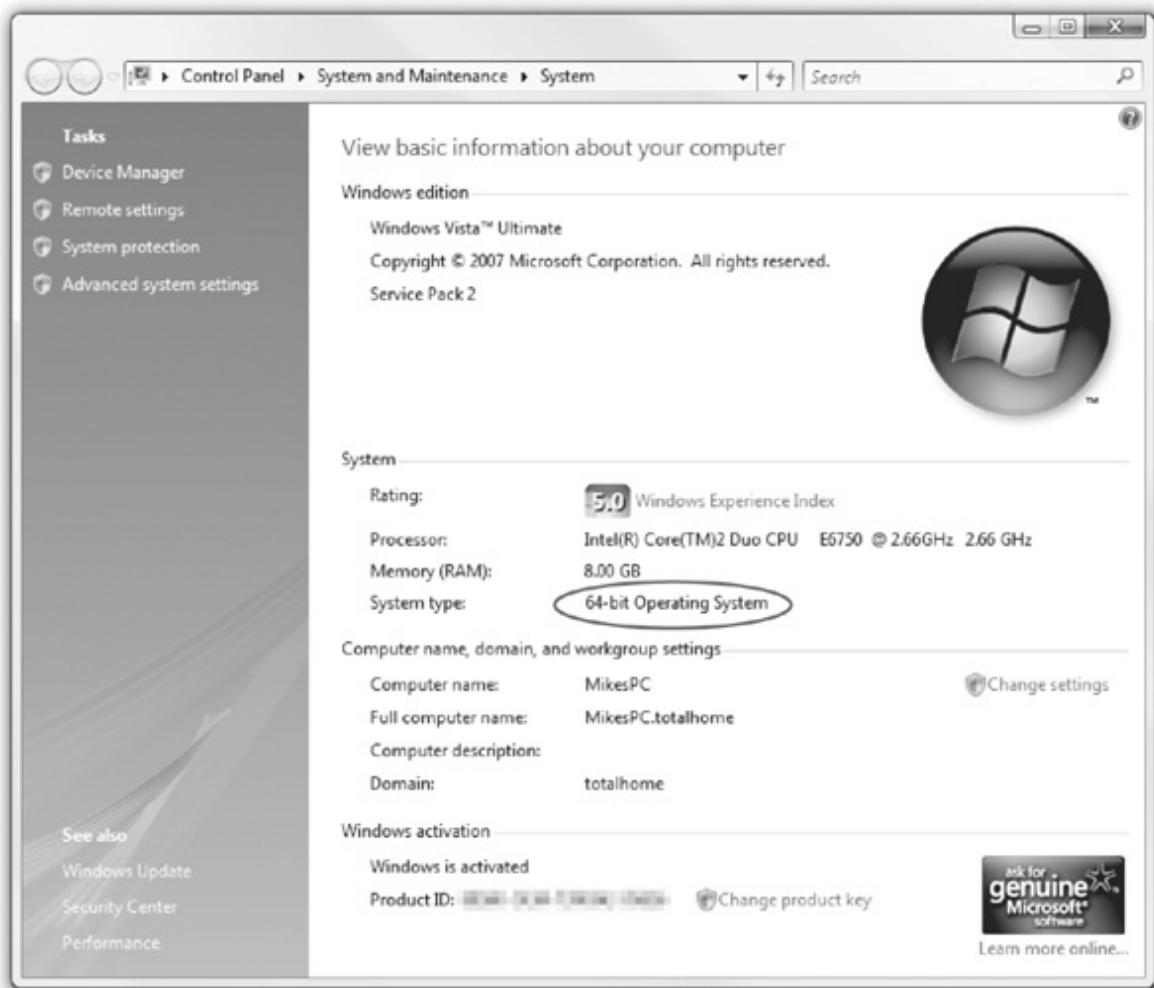 Control Panel ▸ System and Maintenance ▸ System
Search
Tasks
Device Manager
Remote settings
System protection
Advanced system settings
See also
Windows Update
Security Center
Performance
View basic information about your computer
Windows edition
Windows Vista™ Ultimate
Copyright © 2007 Microsoft Corporation. All rights reserved.
Service Pack 2
TM
System
Rating: 5.0 Windows Experience Index
Processor: Intel(R) Core(TM)2 Duo CPU E6750 @ 2.66GHz 2.66 GHz
Memory (RAM): 8.00 GB
System type: 64-bit Operating System
Computer name, domain, and workgroup settings
Computer name: MikesPC Change settings
Full computer name: MikesPC.totalhome
Computer description:
Domain: totalhome
Windows activation
Windows is activated
Product ID: Change product key
ask for
genuine
Microsoft®
software
Learn more online...